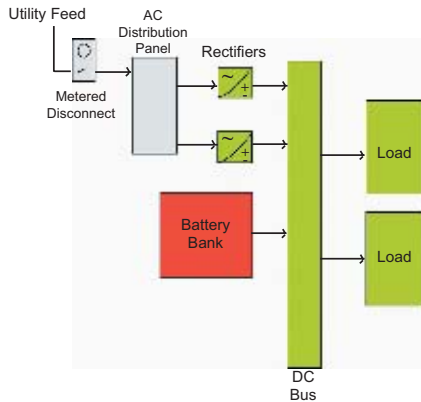 Utility Feed
AC
Distribution
Panel
Rectifiers
Metered
Disconnect
~
+
-
~
+
-
Load
Battery
Bank
Load
DC
Bus